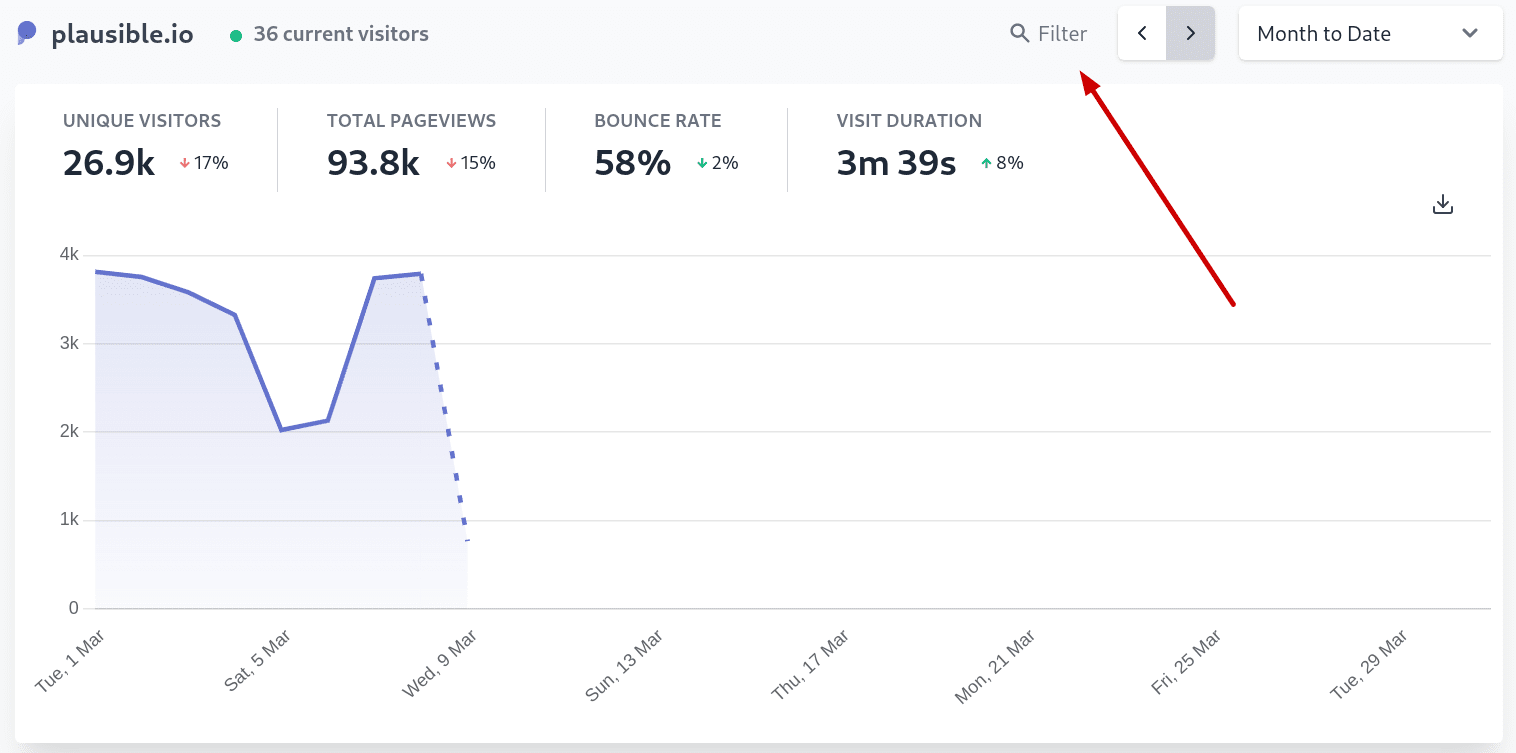 plausible.io
36 current visitors
Filter
Month to Date
UNIQUE VISITORS
26.9k 17%
TOTAL PAGEVIEWS
93.8k 15%
BOUNCE RATE
58% 2%
VISIT DURATION
3m 39s 8%
4k
3k
2k
1k
0
Tue, 1 Mar
Sat, 5 Mar
Wed, 9 Mar
Sun, 13 Mar
Thu, 17 Mar
Mon, 21 Mar
Fri, 25 Mar
Tue, 29 Mar